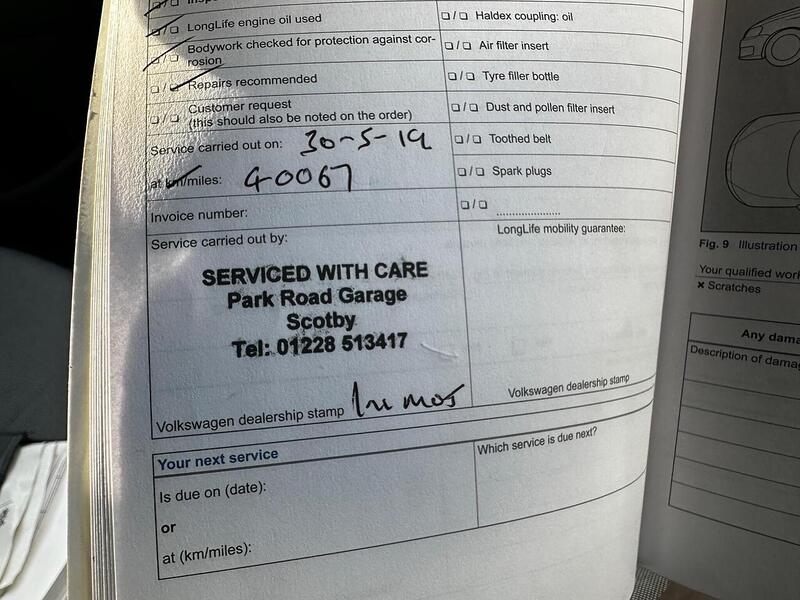 LongLife engine oil used
Bodywork checked for protection against cor-
rosion
Repairs recommended
Customer request
(this should also be noted on the order)
Service carried out on: 30-5-19
at km/miles: 40067
Invoice number:
Service carried out by:
SERVICED WITH CARE
Park Road Garage
Scotby
Tel: 01228 513417
Volkswagen dealership stamp
❏ / ❏ Haldex coupling: oil
❏ / ❏ Air filter insert
❏ / ❏ Tyre filler bottle
❏ / ❏ Dust and pollen filter insert
❏ / ❏ Toothed belt
❏ / ❏ Spark plugs
❏ / ❏ .....................
LongLife mobility guarantee:
Volkswagen dealership stamp
Your next service
Is due on (date):
or
at (km/miles):
Which service is due next?
Fig. 9 Illustration
Your qualified work
× Scratches
Any dama
Description of damag